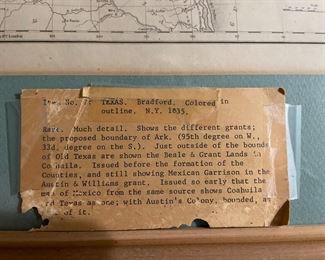 Item No. 7: TEXAS. Bradford. Colored in
outline. N.Y. 1835.
Rare. Much detail. Shows the different grants;
the proposed boundary of Ark. (95th degree on W.,
33d. degree on the S.) Just outside of the bounds
of Old Texas are shown the Beale & Grant Lands in
Coahuila. Issued before the formation of the
Counties, and still showing Mexican Garrison in the
Austin & Williams grant. Issued so early that the
map of Mexico from the same source shows Coahuila
and Texas as one; with Austin's Colony, bounded, as
of it.